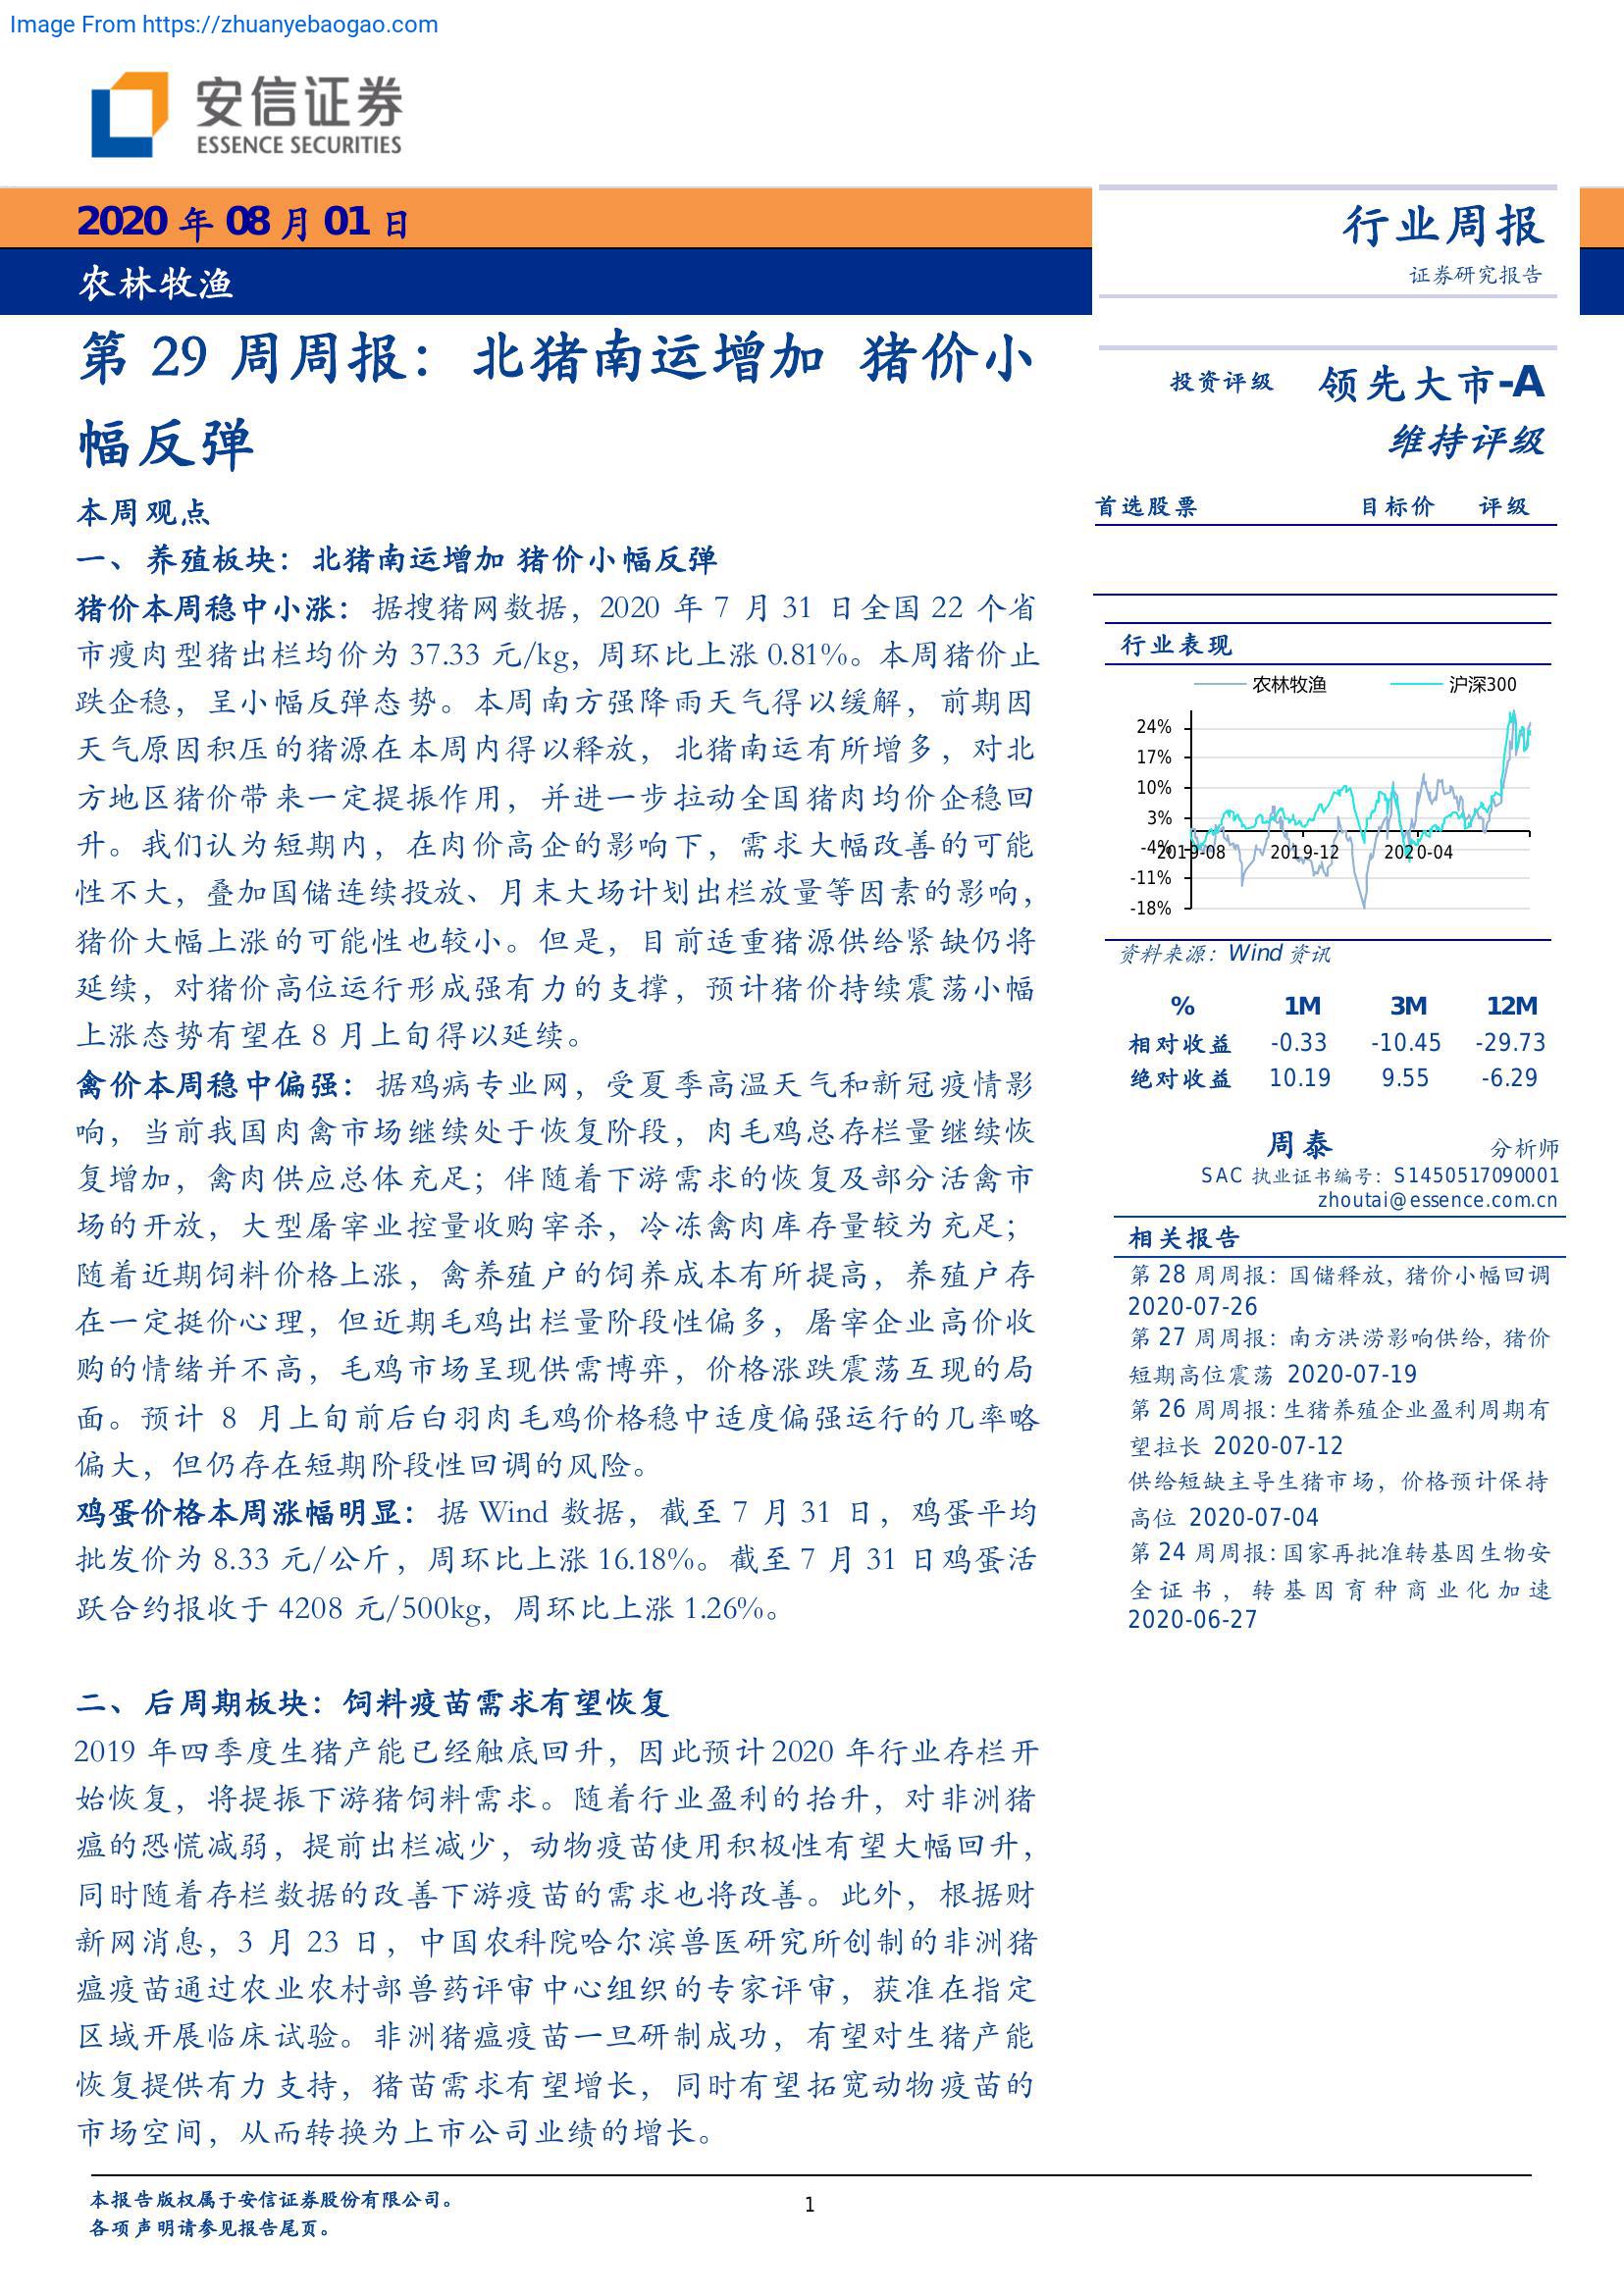 Image From https://zhuanyebaogao.com
安信证券
ESSENCE SECURITIES
2020 年 08 月 01 日
农林牧渔
第 29 周周报：北猪南运增加 猪价小
幅反弹
本周观点
一、养殖板块：北猪南运增加 猪价小幅反弹
猪价本周稳中小涨：据搜猪网数据，2020 年 7 月 31 日全国 22 个省
市瘦肉型猪出栏均价为 37.33 元/kg，周环比上涨 0.81%。本周猪价止
跌企稳，呈小幅反弹态势。本周南方强降雨天气得以缓解，前期因
天气原因积压的猪源在本周内得以释放，北猪南运有所增多，对北
方地区猪价带来一定提振作用，并进一步拉动全国猪肉均价企稳回
升。我们认为短期内，在肉价高企的影响下，需求大幅改善的可能
性不大，叠加国储连续投放、月末大场计划出栏放量等因素的影响，
猪价大幅上涨的可能性也较小。但是，目前适重猪源供给紧缺仍将
延续，对猪价高位运行形成强有力的支撑，预计猪价持续震荡小幅
上涨态势有望在 8 月上旬得以延续。
禽价本周稳中偏强：据鸡病专业网，受夏季高温天气和新冠疫情影
响，当前我国肉禽市场继续处于恢复阶段，肉毛鸡总存栏量继续恢
复增加，禽肉供应总体充足；伴随着下游需求的恢复及部分活禽市
场的开放，大型屠宰业控量收购宰杀，冷冻禽肉库存量较为充足；
随着近期饲料价格上涨，禽养殖户的饲养成本有所提高，养殖户存
在一定挺价心理，但近期毛鸡出栏量阶段性偏多，屠宰企业高价收
购的情绪并不高，毛鸡市场呈现供需博弈，价格涨跌震荡互现的局
面。预计 8 月上旬前后白羽肉毛鸡价格稳中适度偏强运行的几率略
偏大，但仍存在短期阶段性回调的风险。
鸡蛋价格本周涨幅明显：据 Wind 数据，截至 7 月 31 日，鸡蛋平均
批发价为 8.33 元/公斤，周环比上涨 16.18%。截至 7 月 31 日鸡蛋活
跃合约报收于 4208 元/500kg，周环比上涨 1.26%。
二、后周期板块：饲料疫苗需求有望恢复
2019 年四季度生猪产能已经触底回升，因此预计 2020 年行业存栏开
始恢复，将提振下游猪饲料需求。随着行业盈利的抬升，对非洲猪
瘟的恐慌减弱，提前出栏减少，动物疫苗使用积极性有望大幅回升，
同时随着存栏数据的改善下游疫苗的需求也将改善。此外，根据财
新网消息，3 月 23 日，中国农科院哈尔滨兽医研究所创制的非洲猪
瘟疫苗通过农业农村部兽药评审中心组织的专家评审，获准在指定
区域开展临床试验。非洲猪瘟疫苗一旦研制成功，有望对生猪产能
恢复提供有力支持，猪苗需求有望增长，同时有望拓宽动物疫苗的
市场空间，从而转换为上市公司业绩的增长。
行业周报
证券研究报告
投资评级 领先大市-A
维持评级
首选股票 目标价 评级
行业表现
农林牧渔 沪深300
24%
17%
10%
3%
-4%
2019-08 2019-12 2020-04
-11%
-18%
资料来源：Wind 资讯
% 1M 3M 12M
相对收益 -0.33 -10.45 -29.73
绝对收益 10.19 9.55 -6.29
周泰 分析师
SAC 执业证书编号：S1450517090001
zhoutai@essence.com.cn
相关报告
第 28 周周报：国储释放，猪价小幅回调
2020-07-26
第 27 周周报：南方洪涝影响供给，猪价
短期高位震荡 2020-07-19
第 26 周周报：生猪养殖企业盈利周期有
望拉长 2020-07-12
供给短缺主导生猪市场，价格预计保持
高位 2020-07-04
第 24 周周报：国家再批准转基因生物安
全证书，转基因育种商业化加速
2020-06-27
本报告版权属于安信证券股份有限公司。
各项声明请参见报告尾页。
1